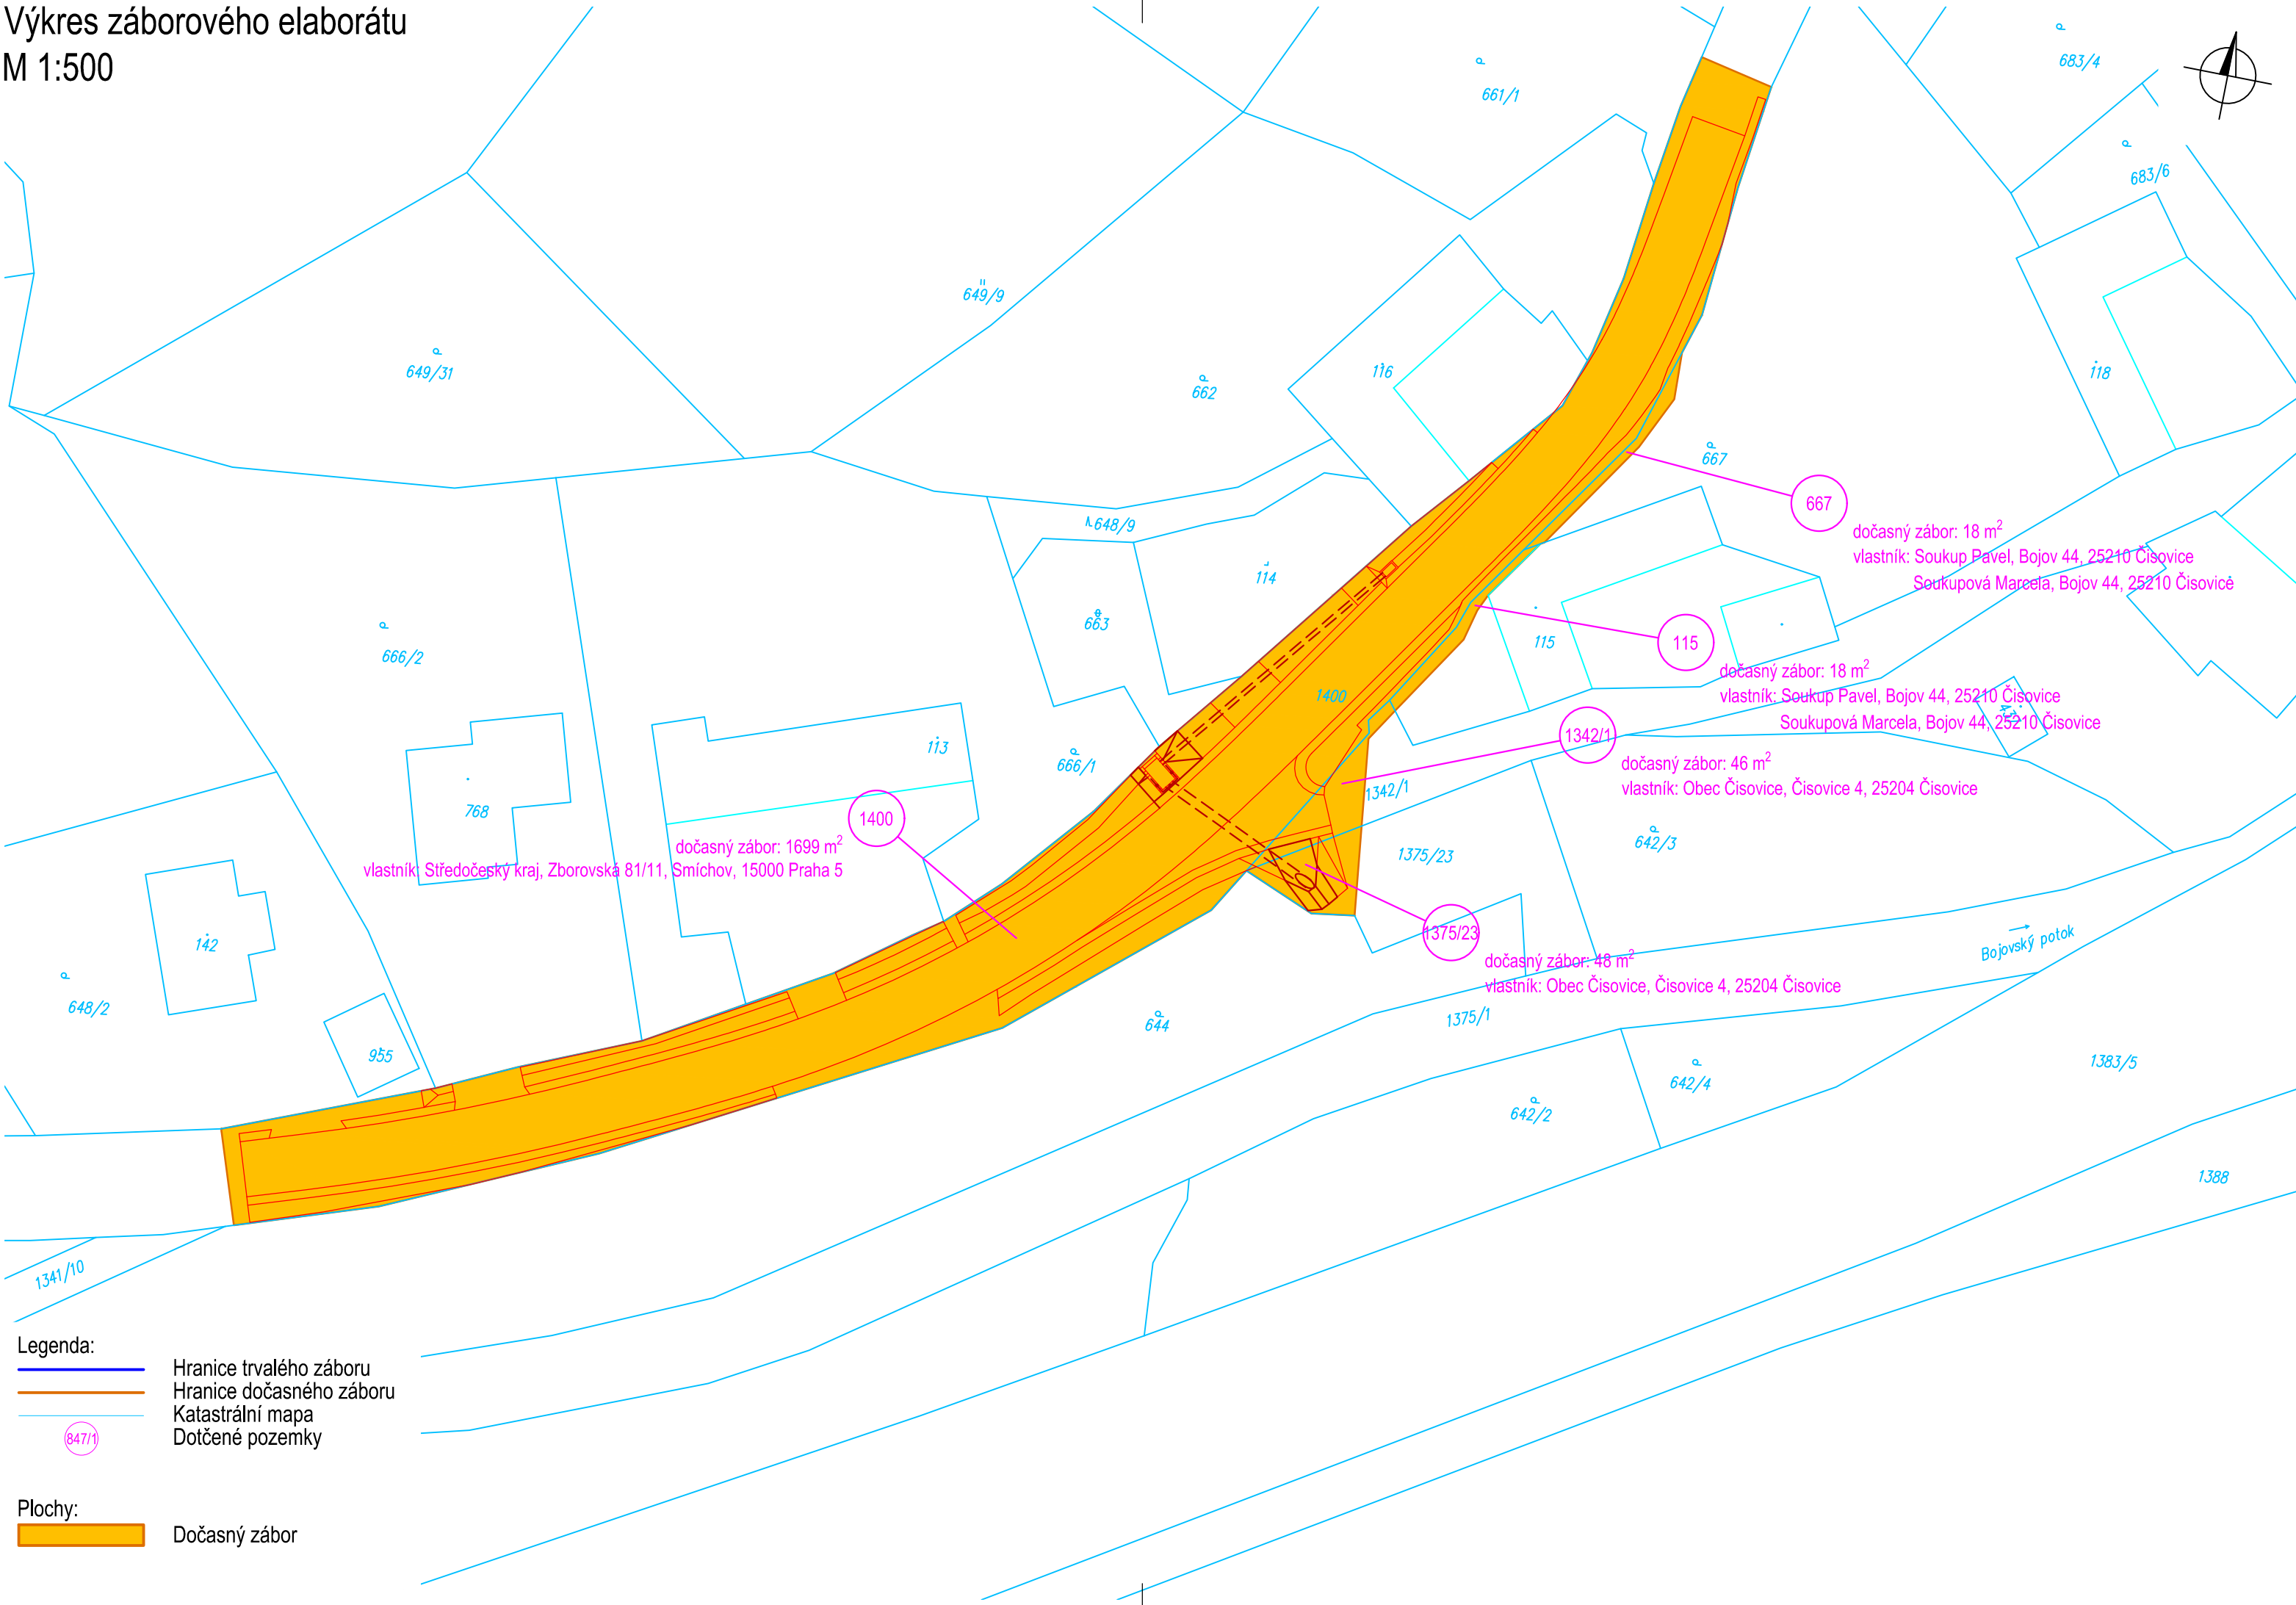 Výkres záborového elaborátu
M 1:500
683/4
661/1
683/6
649/9
649/31
116
662
118
667
667
dočasný zábor: 18 m²
vlastník: Soukup Pavel, Bojov 44, 25210 Čisovice
Soukupová Marcela, Bojov 44, 25210 Čisovice
648/9
114
663
666/2
115
115
dočasný zábor: 18 m²
vlastník: Soukup Pavel, Bojov 44, 25210 Čisovice
Soukupová Marcela, Bojov 44, 25210 Čisovice
1400
113
666/1
1342/1
dočasný zábor: 46 m²
vlastník: Obec Čisovice, Čisovice 4, 25204 Čisovice
1342/1
768
1400
dočasný zábor: 1699 m²
vlastník: Středočeský kraj, Zborovská 81/11, Smíchov, 15000 Praha 5
642/3
1375/23
142
1375/23
dočasný zábor: 48 m²
vlastník: Obec Čisovice, Čisovice 4, 25204 Čisovice
Bojovský potok
648/2
644
1375/1
955
1383/5
642/4
642/2
1388
1341/10
Legenda:
Hranice trvalého záboru
Hranice dočasného záboru
Katastrální mapa
847/1
Dotčené pozemky
Plochy:
Dočasný zábor